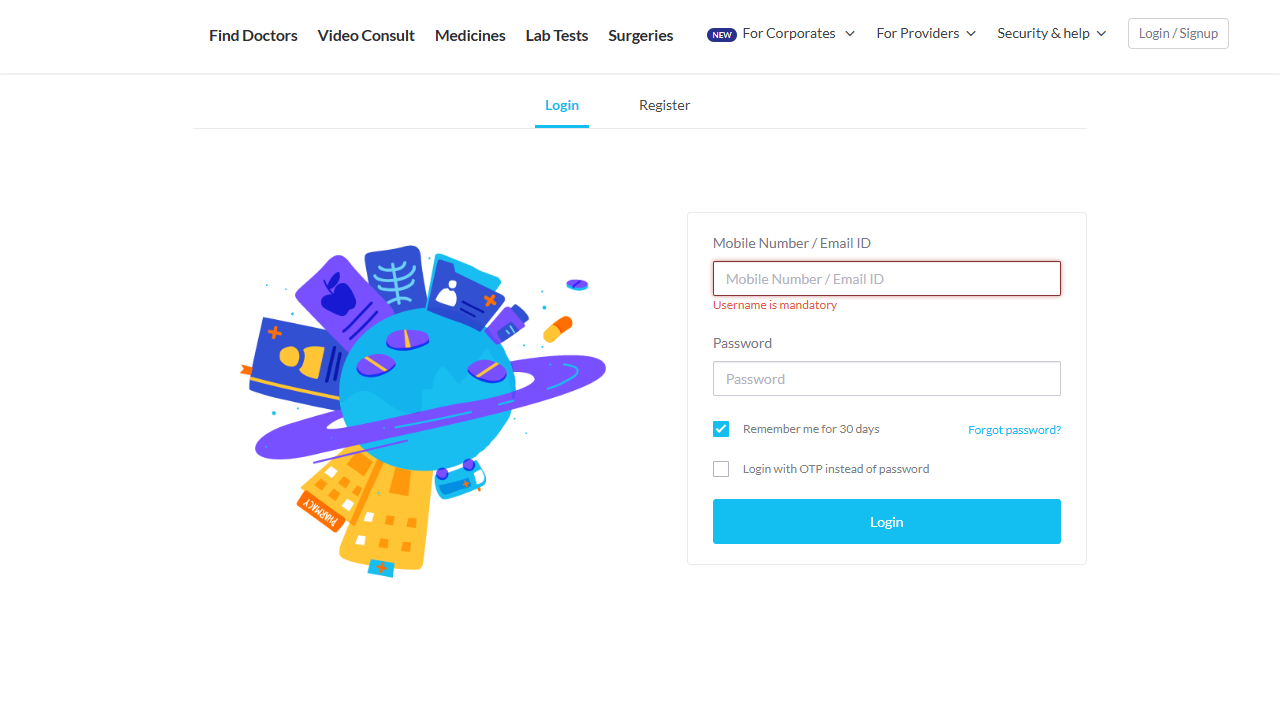 Find Doctors Video Consult Medicines Lab Tests Surgeries NEW For Corporates For Providers Security & help Login / Signup
Login Register
Mobile Number / Email ID
Mobile Number / Email ID
Username is mandatory
Password
Password
Remember me for 30 days Forgot password?
Login with OTP instead of password
Login
PHARMACY